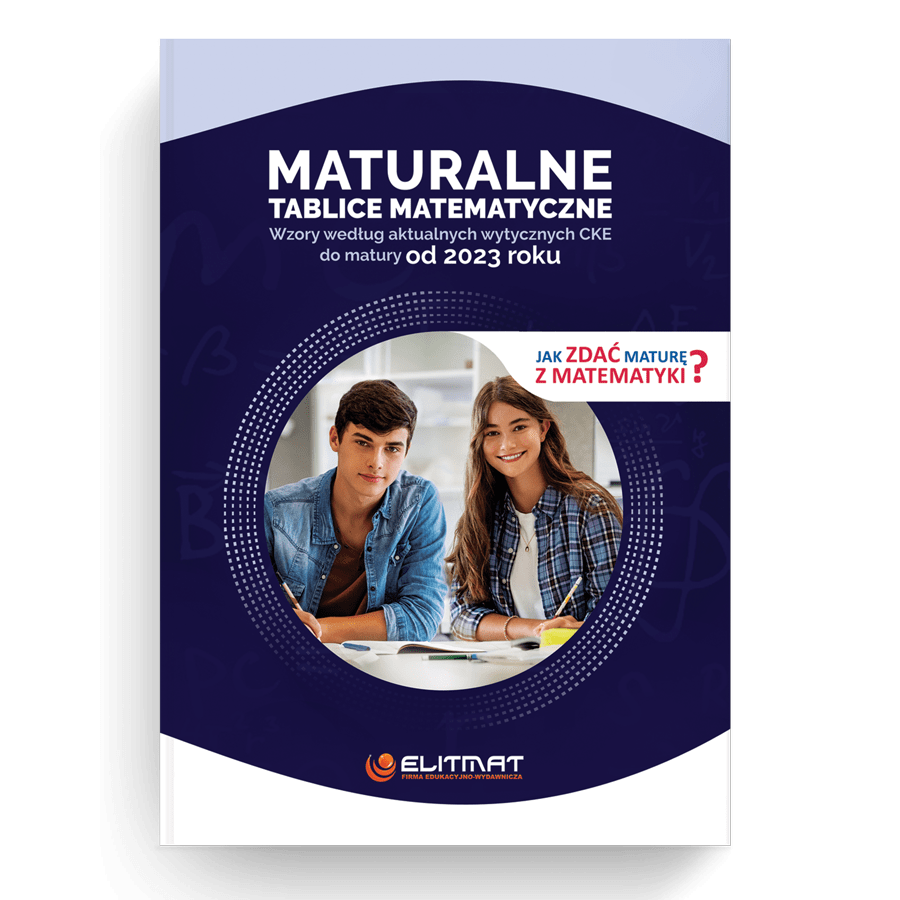 MATURALNE
TABLICE MATEMATYCZNE
Wzory według aktualnych wytycznych CKE
do matury od 2023 roku
JAK ZDAĆ MATURĘ
Z MATEMATYKI?
ELITMAT
FIRMA EDUKACYJNO-WYDAWNICZA